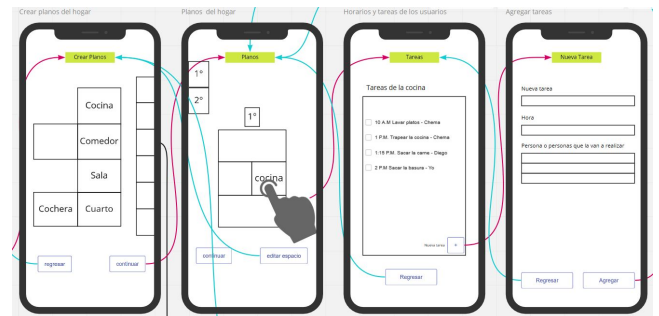 Crear planos del hogar
Planos del hogar
Horarios y tareas de los usuarios
Agregar tareas
Crear Planos
Cocina
Comedor
Sala
Cochera
Cuarto
regresar
continuar
Planos
1°
2°
1°
cocina
continuar
editar espacio
Tareas
Tareas de la cocina
10 A.M Lavar platos - Chema
1 P.M. Trapear la cocina - Chema
1:15 P.M. Sacar la carne - Diego
2 P.M Sacar la basura - Yo
Nueva tarea +
Regresar
Nueva Tarea
Nueva tarea
Hora
Persona o personas que la van a realizar
Regresar
Agregar